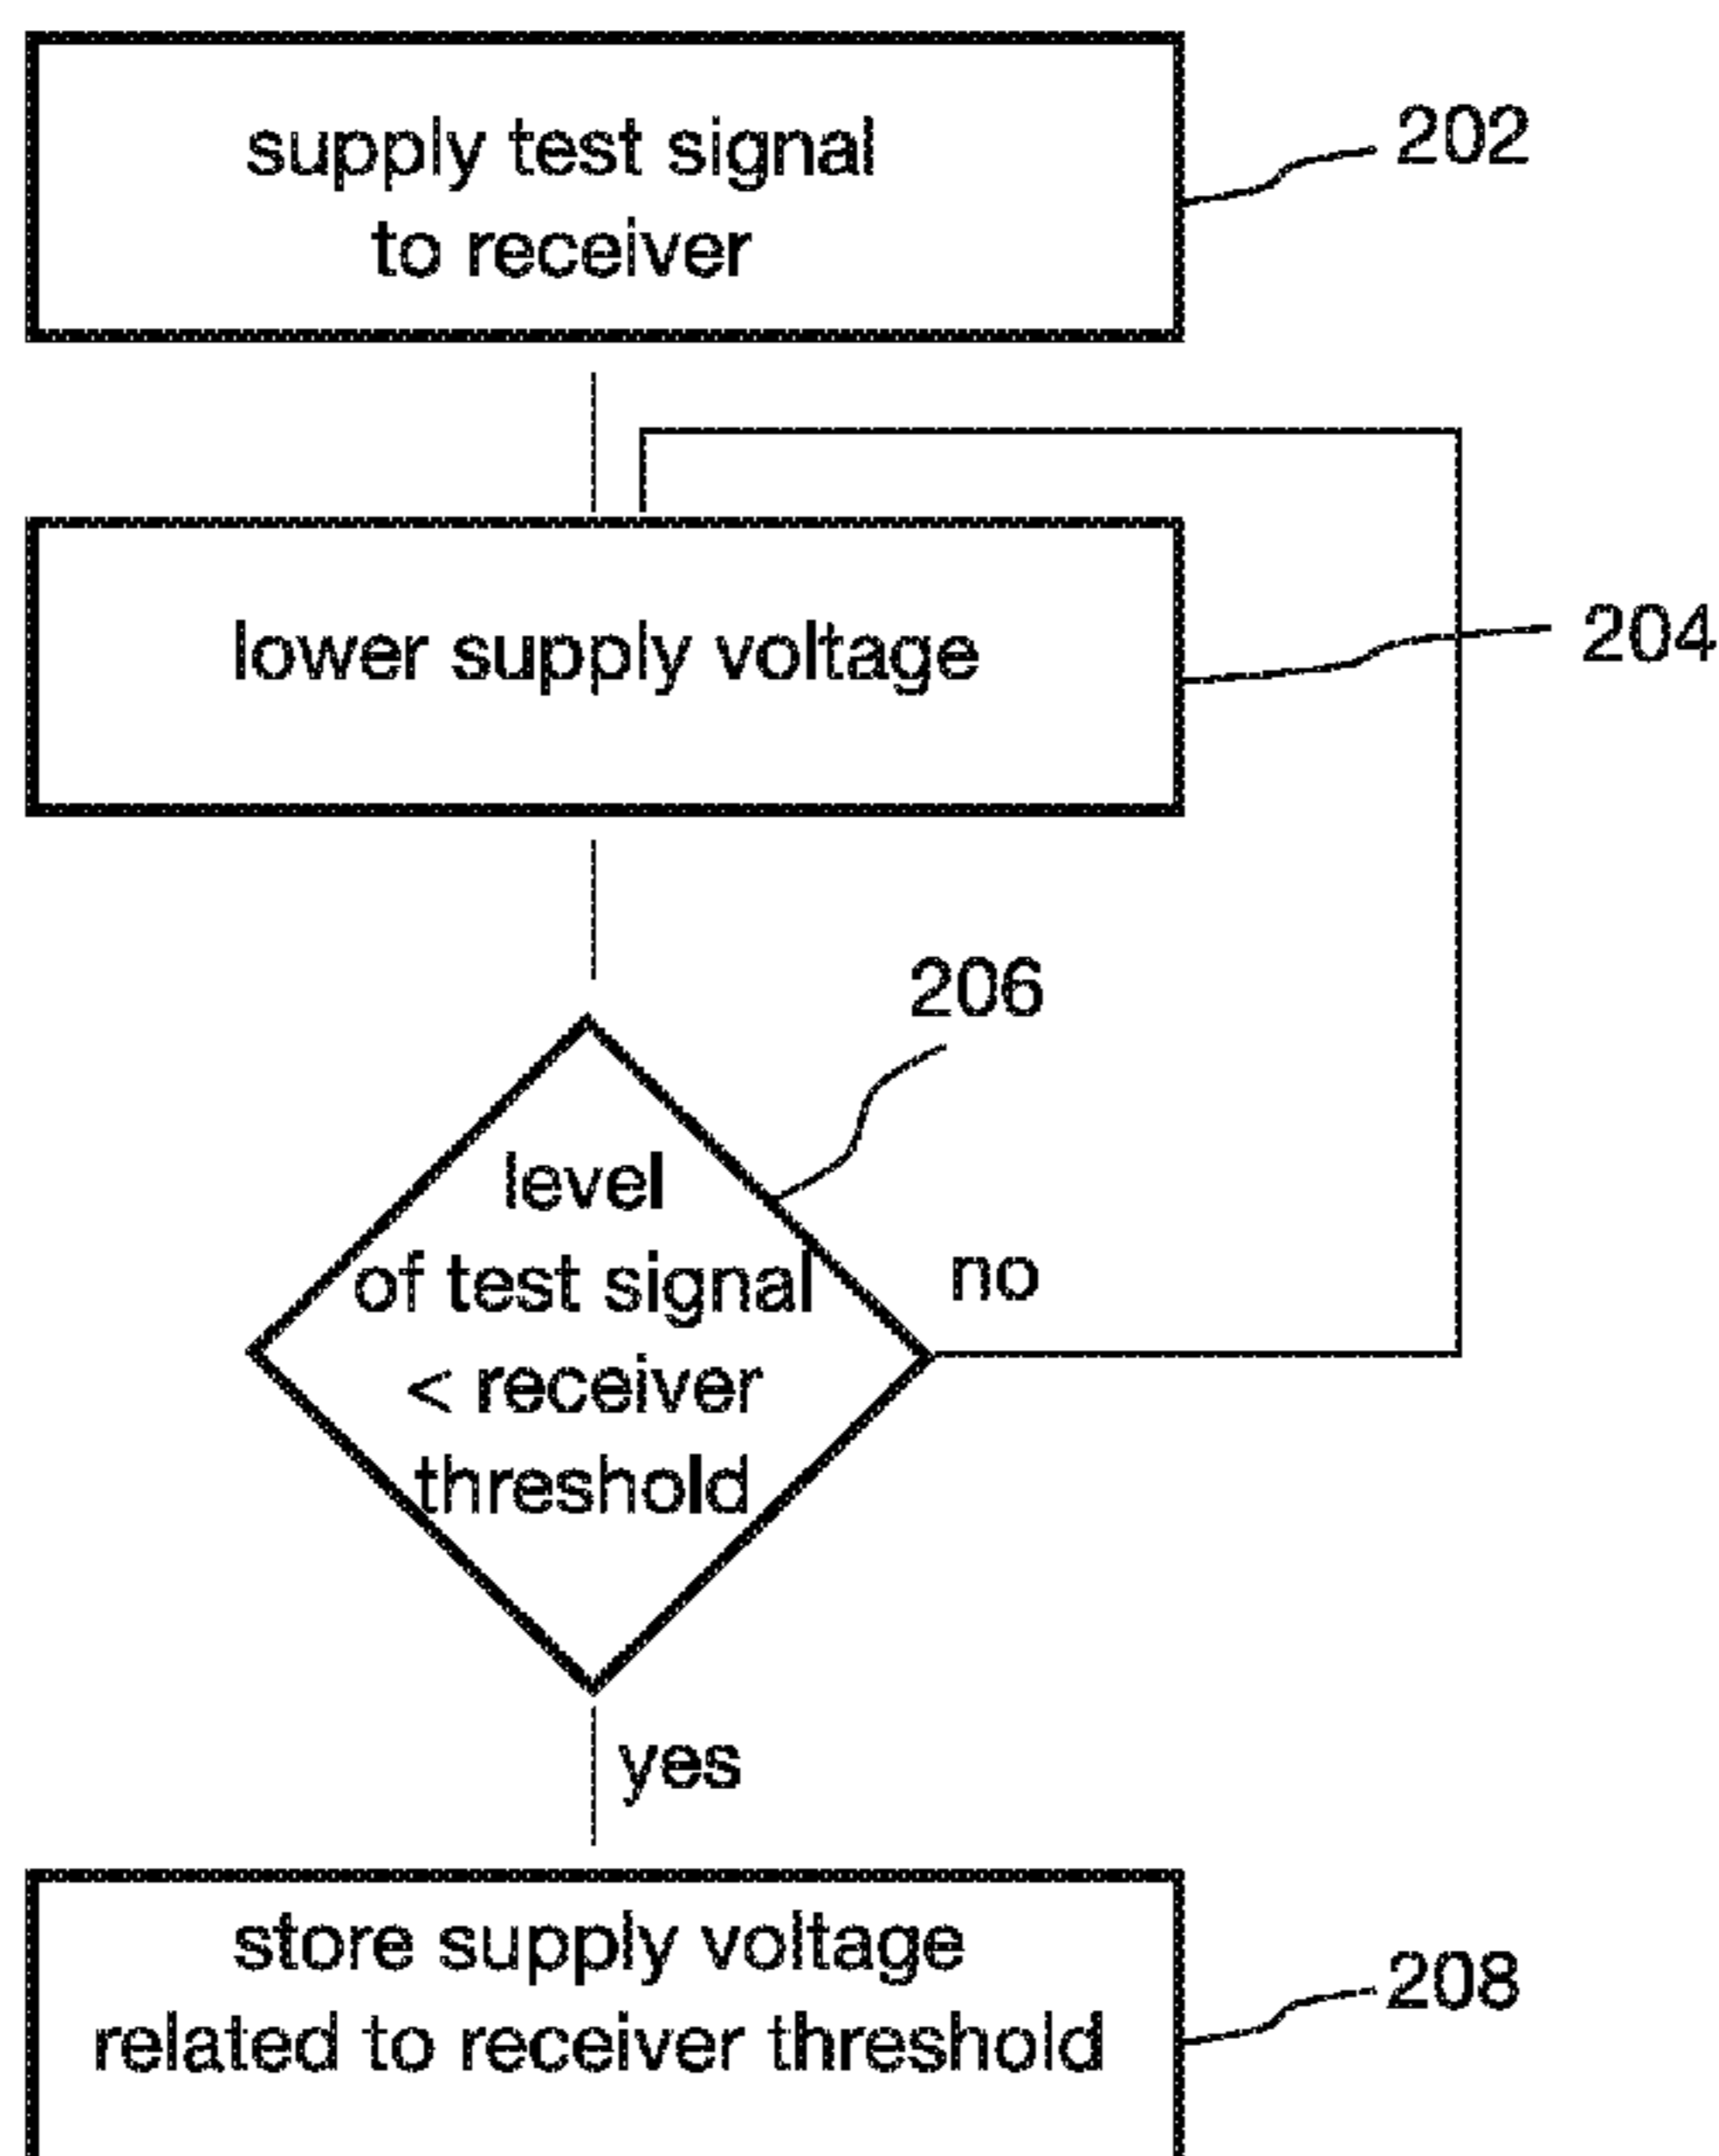 supply test signal
to receiver
202
lower supply voltage
204
206
level
of test signal
< receiver
threshold
no
yes
store supply voltage
related to receiver threshold
208